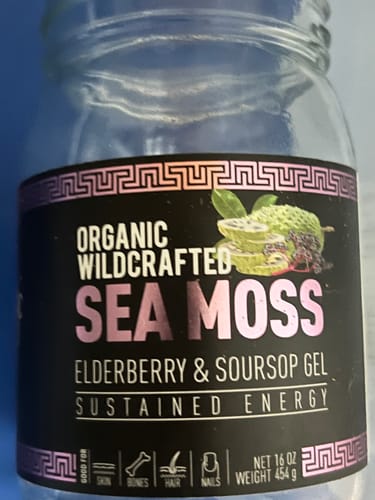 ORGANIC
WILDCRAFTED
SEA MOSS
ELDERBERRY & SOURSOP GEL
SUSTAINED ENERGY
GOOD FOR
SKIN
BONES
HAIR
NAILS
NET 16 OZ
WEIGHT 454 g